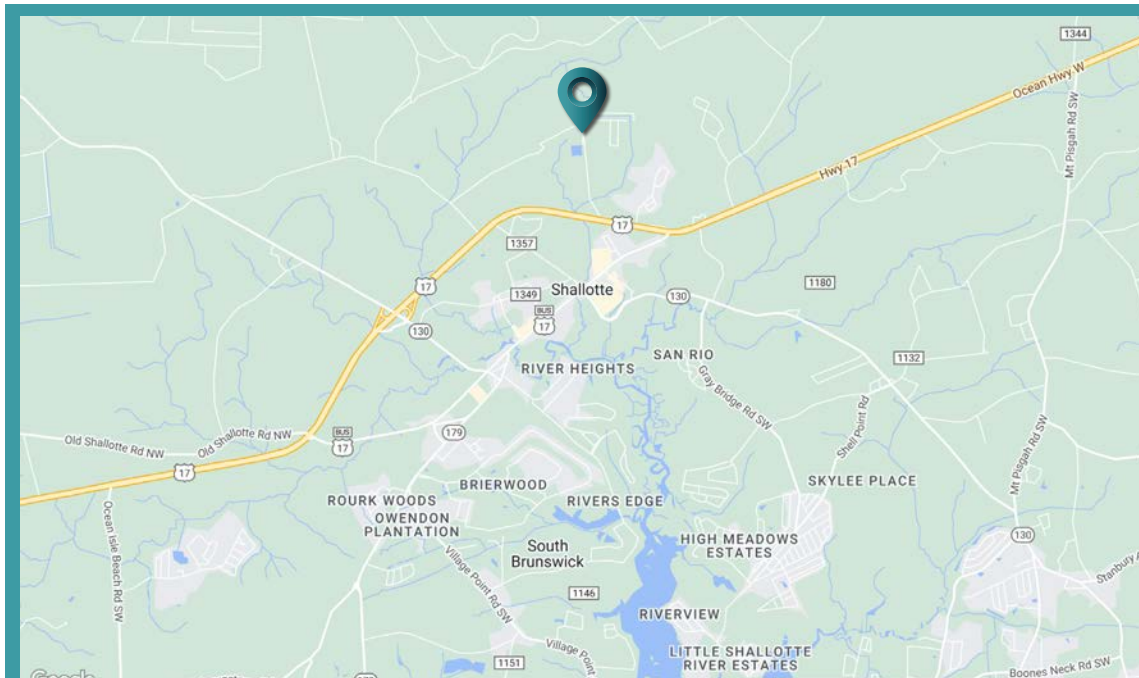 1344
Ocean Hwy W
Mt Pisgah Rd SW
Hwy 17
17
1357
17
1180
Shallotte
130
1349
BUS
17
130
SAN RIO
1132
RIVER HEIGHTS
Gray Bridge Rd SW
Shell Point Rd
Old Shallotte Rd NW
Old Shallotte Rd NW
BUS
17
179
17
Mt Pisgah Rd SW
BRIERWOOD
SKYLEE PLACE
ROURK WOODS
RIVERS EDGE
OWENDON
PLANTATION
Ocean Isle Beach Rd SW
130
HIGH MEADOWS
ESTATES
South
Brunswick
Village Point Rd SW
Stanbury
1146
RIVERVIEW
Village Point
LITTLE SHALLOTTE
RIVER ESTATES
1151
Boones Neck Rd SW
Google